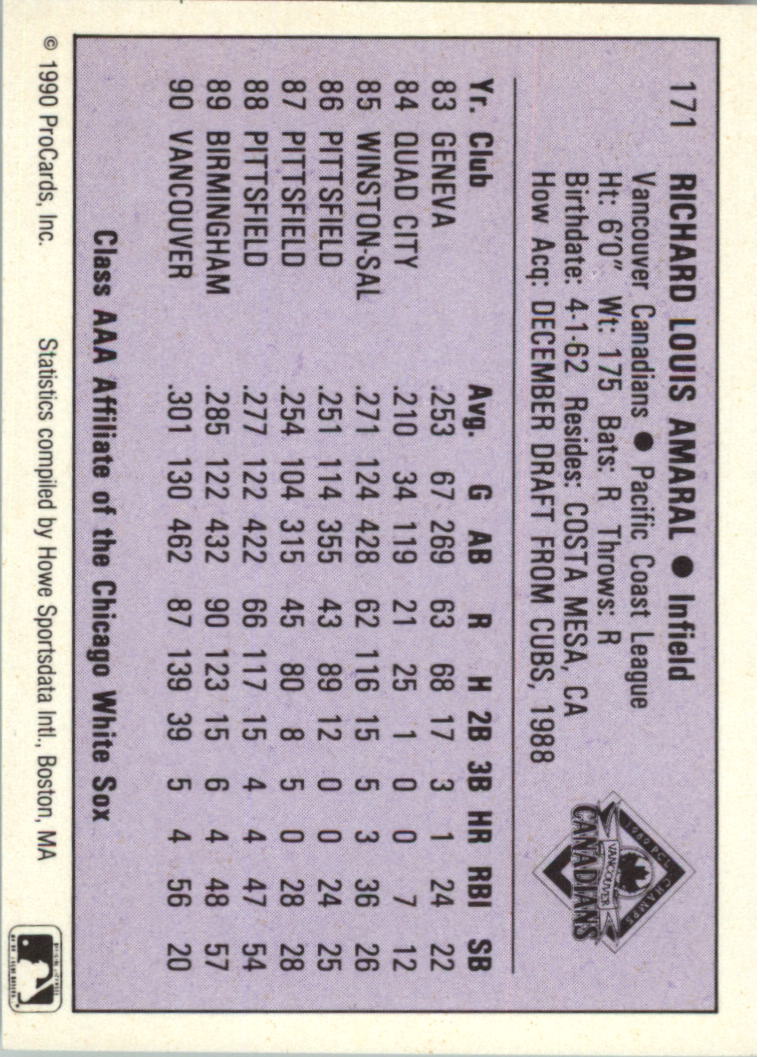 171 RICHARD LOUIS AMARAL ● Infield
Vancouver Canadians ● Pacific Coast League
Ht: 6'0" Wt: 175 Bats: R Throws: R
Birthdate: 4-1-62 Resides: COSTA MESA, CA
How Acq: DECEMBER DRAFT FROM CUBS, 1988
1989 PCL CHAMPS
VANCOUVER
CANADIANS
Yr. Club Avg. G AB R H 2B 3B HR RBI SB
83 GENEVA .253 67 269 63 68 17 3 1 24 22
84 QUAD CITY .210 34 119 21 25 1 0 0 7 12
85 WINSTON-SAL .271 124 428 62 116 15 5 3 36 26
86 PITTSFIELD .251 114 355 43 89 12 0 0 24 25
87 PITTSFIELD .254 104 315 45 80 8 5 0 28 28
88 PITTSFIELD .277 122 422 66 117 15 4 4 47 54
89 BIRMINGHAM .285 122 432 90 123 15 6 4 48 57
90 VANCOUVER .301 130 462 87 139 39 5 4 56 20
Class AAA Affiliate of the Chicago White Sox
© 1990 ProCards, Inc. Statistics compiled by Howe Sportsdata Intl., Boston, MA